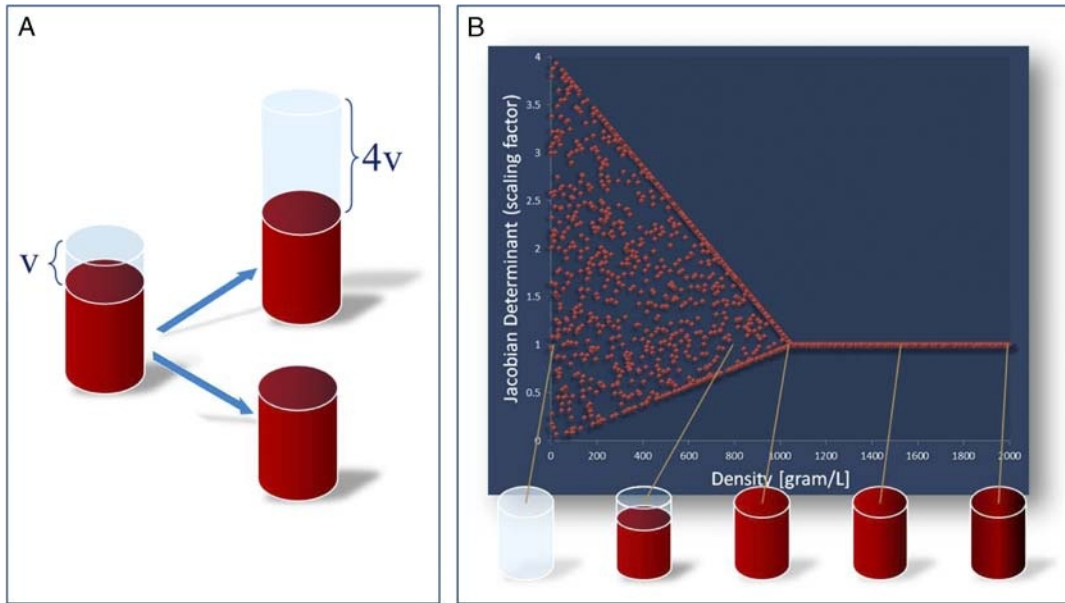 A
v
4v
B
Jacobian Determinant (scaling factor)
4
3.5
3
2.5
2
1.5
1
0.5
0
0 200 400 600 800 1000 1200 1400 1600 1800 2000
Density [gram/L]